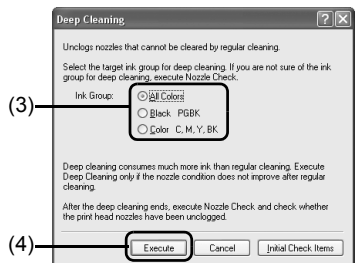 Deep Cleaning
Unclogs nozzles that cannot be cleared by regular cleaning.
Select the target ink group for deep cleaning. If you are not sure of the ink
group for deep cleaning, execute Nozzle Check.
Ink Group:
(3)
All Colors
Black PGBK
Color C, M, Y, BK
Deep cleaning consumes much more ink than regular cleaning. Execute
Deep Cleaning only if the nozzle condition does not improve after regular
cleaning.
After the deep cleaning ends, execute Nozzle Check and check whether
the print head nozzles have been unclogged.
(4)
Execute
Cancel
Initial Check Items